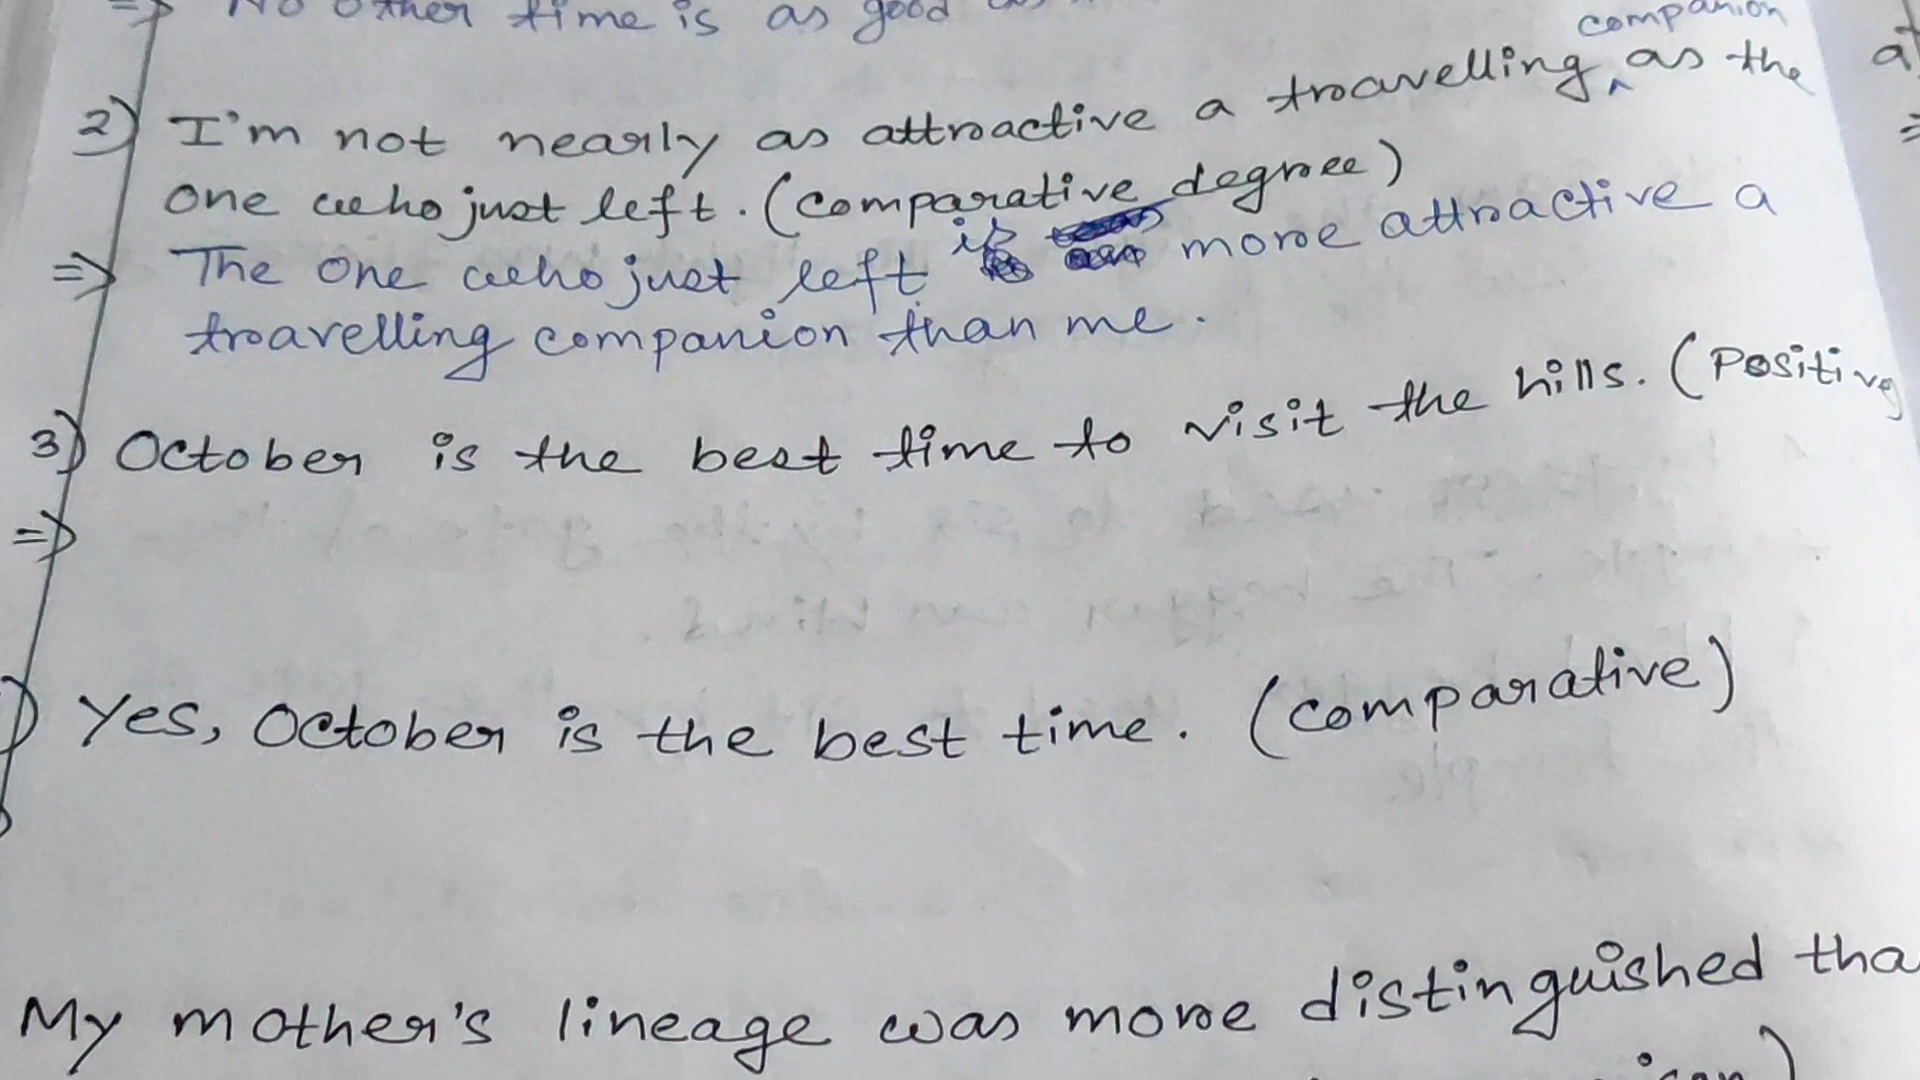 => No other time is as good
companion
2) I'm not nearly as attractive a travelling ^ as the
one who just left. (comparative degree)
=> The one who just left is more attractive a
travelling companion than me.
3) October is the best time to visit the hills. (Positive
=>
) Yes, October is the best time. (comparative)
My mother's lineage was more distinguished tha